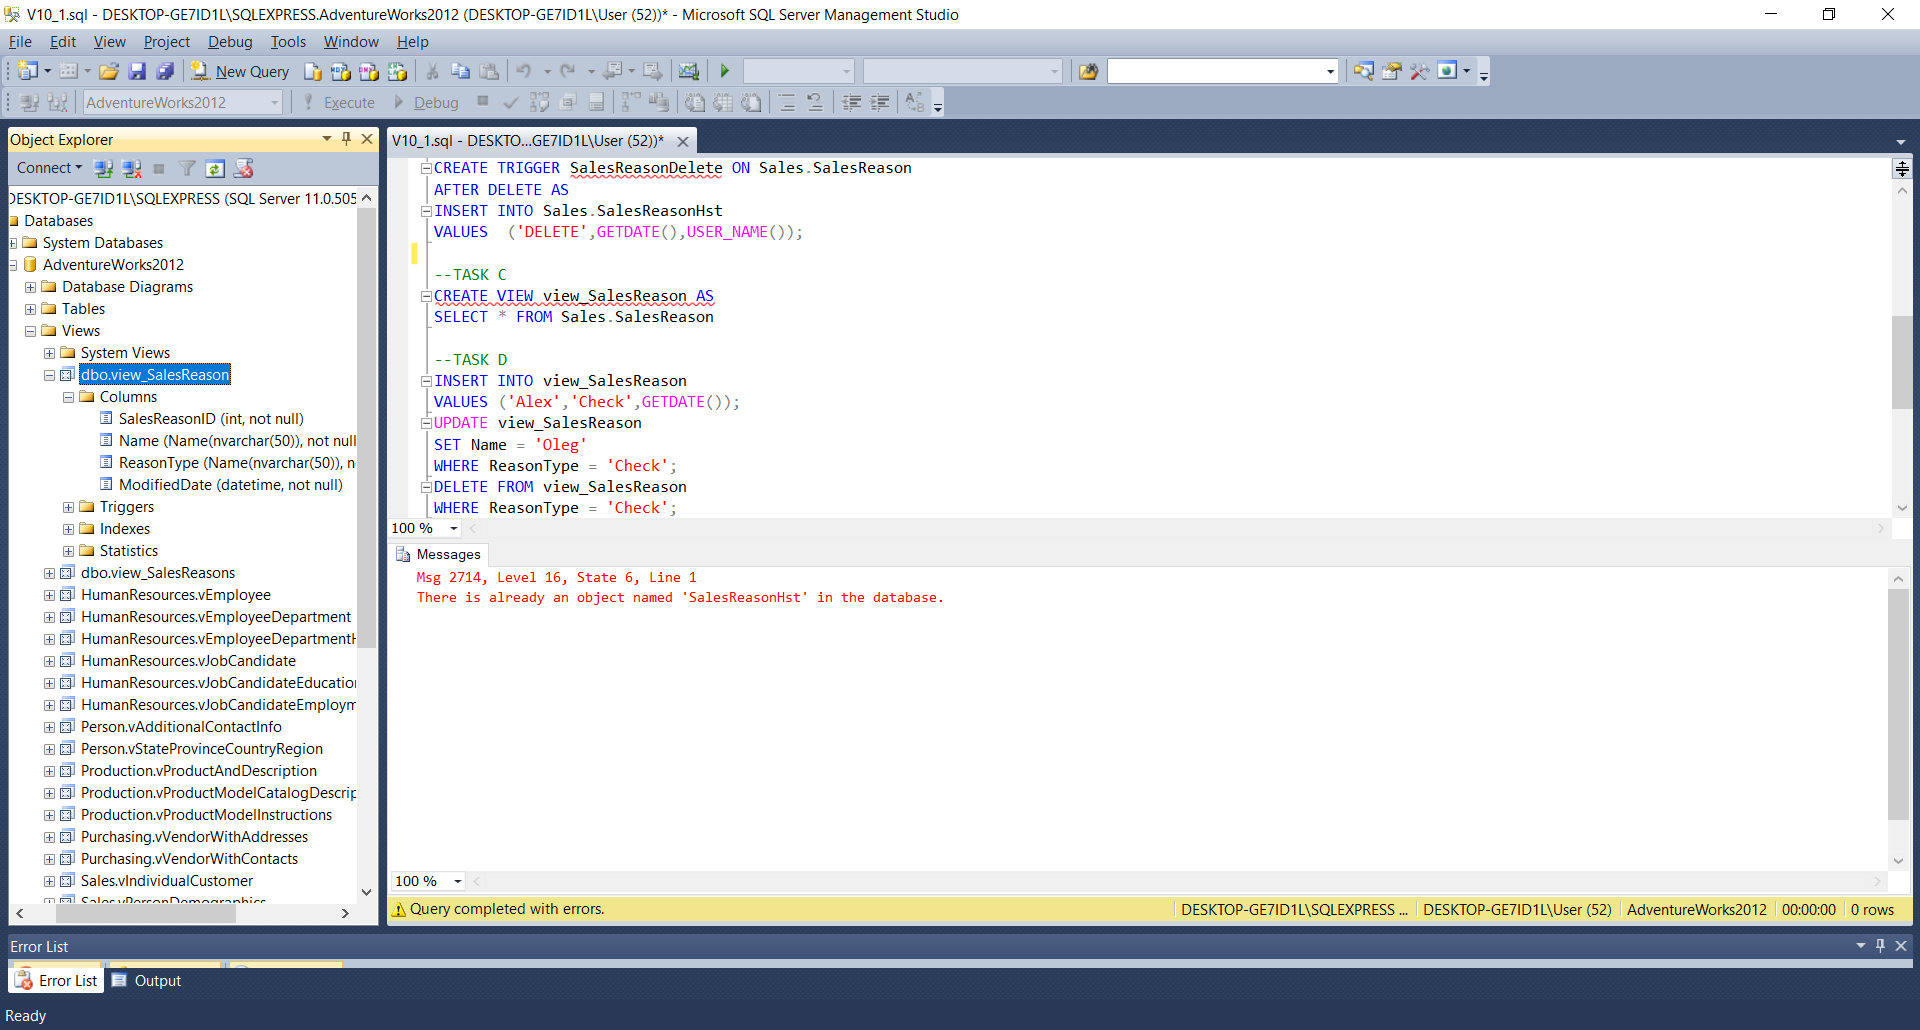 V10_1.sql - DESKTOP-GE7ID1L\SQLEXPRESS.AdventureWorks2012 (DESKTOP-GE7ID1L\User (52))* - Microsoft SQL Server Management Studio
File Edit View Project Debug Tools Window Help
New Query
AdventureWorks2012 Execute Debug
Object Explorer
Connect
DESKTOP-GE7ID1L\SQLEXPRESS (SQL Server 11.0.505
Databases
System Databases
AdventureWorks2012
Database Diagrams
Tables
Views
System Views
dbo.view_SalesReason
Columns
SalesReasonID (int, not null)
Name (Name(nvarchar(50)), not null
ReasonType (Name(nvarchar(50)), n
ModifiedDate (datetime, not null)
Triggers
Indexes
Statistics
dbo.view_SalesReasons
HumanResources.vEmployee
HumanResources.vEmployeeDepartment
HumanResources.vEmployeeDepartmentH
HumanResources.vJobCandidate
HumanResources.vJobCandidateEducation
HumanResources.vJobCandidateEmploym
Person.vAdditionalContactInfo
Person.vStateProvinceCountryRegion
Production.vProductAndDescription
Production.vProductModelCatalogDescrip
Production.vProductModelInstructions
Purchasing.vVendorWithAddresses
Purchasing.vVendorWithContacts
Sales.vIndividualCustomer
Sales.vPersonDemographics
V10_1.sql - DESKTO...GE7ID1L\User (52))*
CREATE TRIGGER SalesReasonDelete ON Sales.SalesReason
AFTER DELETE AS
INSERT INTO Sales.SalesReasonHst
VALUES ('DELETE',GETDATE(),USER_NAME());
--TASK C
CREATE VIEW view_SalesReason AS
SELECT * FROM Sales.SalesReason
--TASK D
INSERT INTO view_SalesReason
VALUES ('Alex','Check',GETDATE());
UPDATE view_SalesReason
SET Name = 'Oleg'
WHERE ReasonType = 'Check';
DELETE FROM view_SalesReason
WHERE ReasonType = 'Check';
100 %
Messages
Msg 2714, Level 16, State 6, Line 1
There is already an object named 'SalesReasonHst' in the database.
100 %
Query completed with errors. DESKTOP-GE7ID1L\SQLEXPRESS ... DESKTOP-GE7ID1L\User (52) AdventureWorks2012 00:00:00 0 rows
Error List
Error List Output
Ready